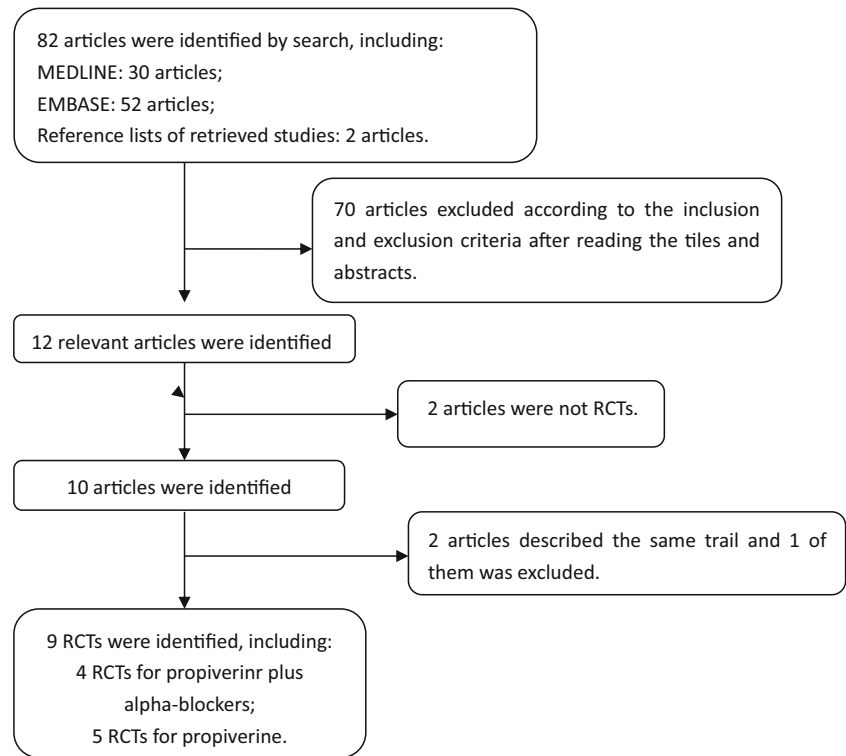 82 articles were identified by search, including:
MEDLINE: 30 articles;
EMBASE: 52 articles;
Reference lists of retrieved studies: 2 articles.
70 articles excluded according to the inclusion
and exclusion criteria after reading the tiles and
abstracts.
12 relevant articles were identified
2 articles were not RCTs.
10 articles were identified
2 articles described the same trail and 1 of
them was excluded.
9 RCTs were identified, including:
4 RCTs for propiverinr plus
alpha-blockers;
5 RCTs for propiverine.